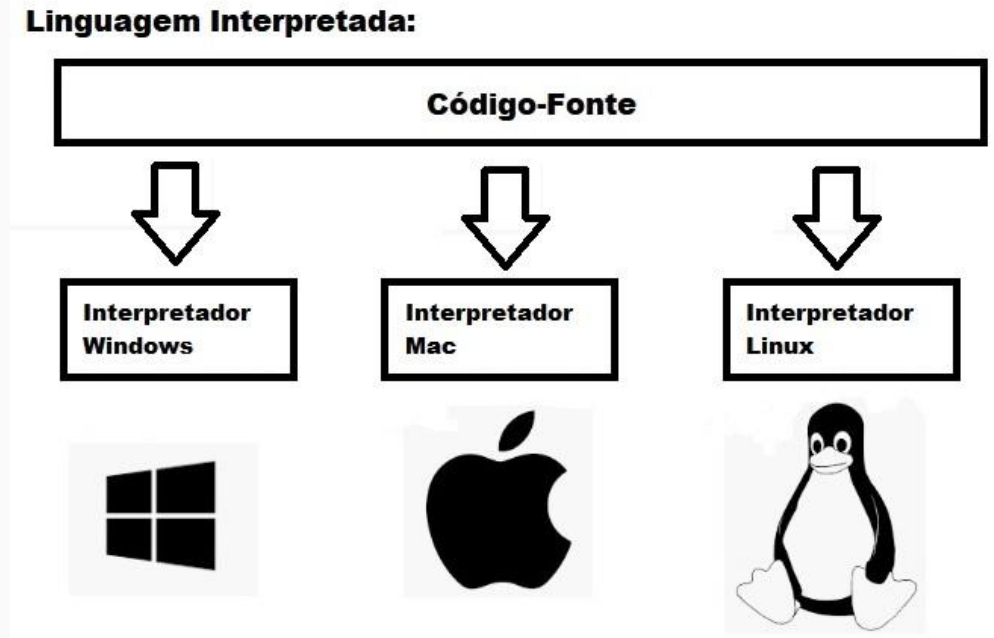 Linguagem Interpretada:
Código-Fonte
Interpretador
Windows
Interpretador
Mac
Interpretador
Linux